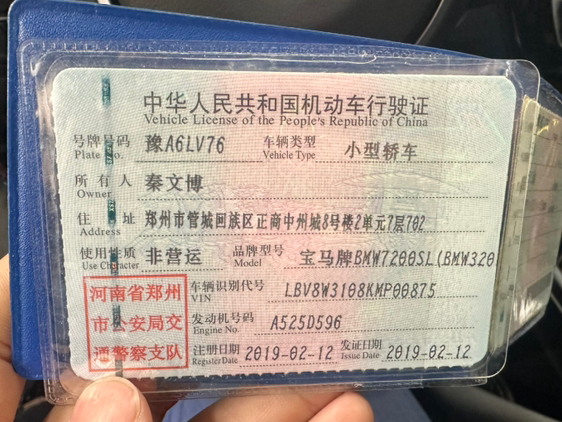 中华人民共和国机动车行驶证
Vehicle License of the People's Republic of China
号牌号码 豫A6LV76 车辆类型 小型轿车
Plate No. Vehicle Type
所有人 秦文博
Owner
住址 郑州市管城回族区正商中州城8号楼2单元7层702
Address
使用性质 非营运 品牌型号 宝马牌BMW7200SL(BMW320
Use Character Model
河南省郑州
市公安局交
通警察支队
车辆识别代号 LBV8W3108KMP00875
VIN
发动机号码 A525D596
Engine No.
注册日期 2019-02-12 发证日期 2019-02-12
Register Date Issue Date